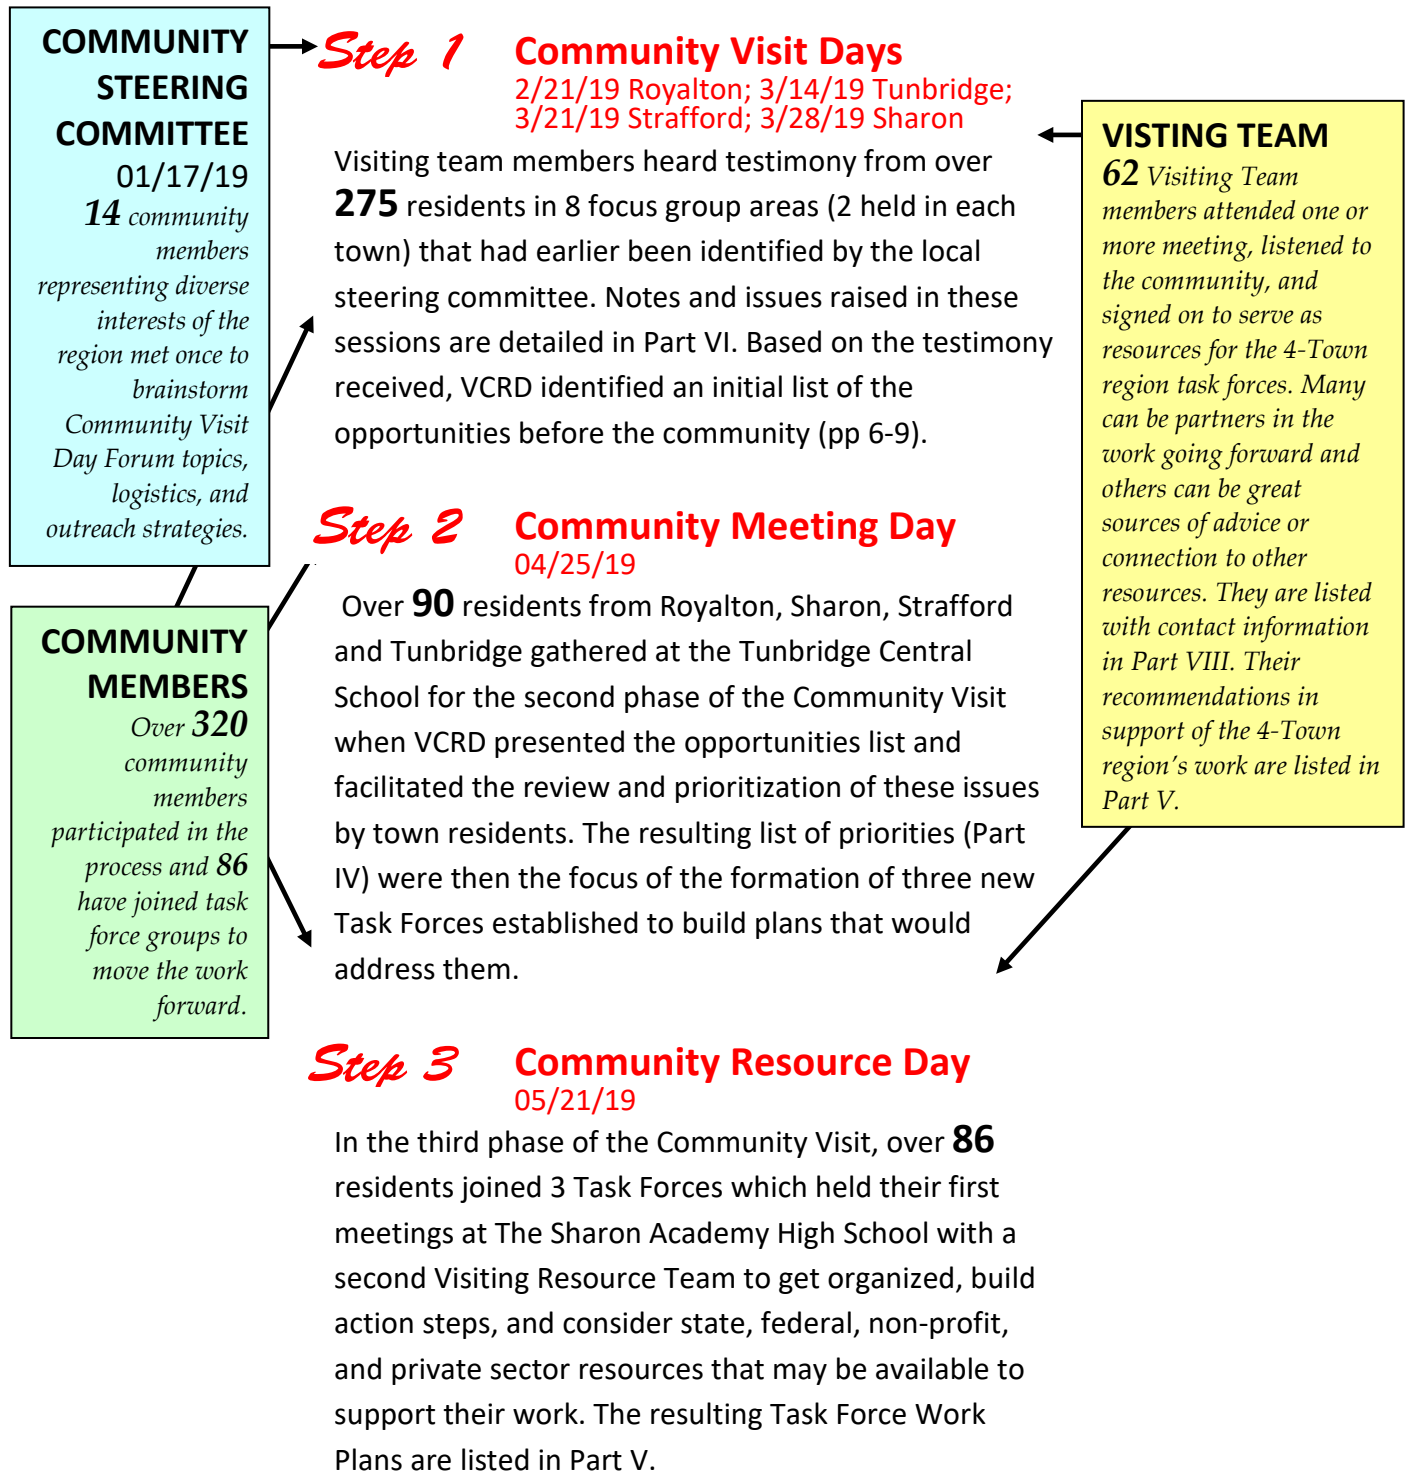 COMMUNITY
STEERING
COMMITTEE
01/17/19
14 community
members
representing diverse
interests of the
region met once to
brainstorm
Community Visit
Day Forum topics,
logistics, and
outreach strategies.
COMMUNITY
MEMBERS
Over 320
community
members
participated in the
process and 86
have joined task
force groups to
move the work
forward.
Step 1 Community Visit Days
2/21/19 Royalton; 3/14/19 Tunbridge;
3/21/19 Strafford; 3/28/19 Sharon
Visiting team members heard testimony from over
275 residents in 8 focus group areas (2 held in each
town) that had earlier been identified by the local
steering committee. Notes and issues raised in these
sessions are detailed in Part VI. Based on the testimony
received, VCRD identified an initial list of the
opportunities before the community (pp 6-9).
Step 2 Community Meeting Day
04/25/19
Over 90 residents from Royalton, Sharon, Strafford
and Tunbridge gathered at the Tunbridge Central
School for the second phase of the Community Visit
when VCRD presented the opportunities list and
facilitated the review and prioritization of these issues
by town residents. The resulting list of priorities (Part
IV) were then the focus of the formation of three new
Task Forces established to build plans that would
address them.
Step 3 Community Resource Day
05/21/19
In the third phase of the Community Visit, over 86
residents joined 3 Task Forces which held their first
meetings at The Sharon Academy High School with a
second Visiting Resource Team to get organized, build
action steps, and consider state, federal, non-profit,
and private sector resources that may be available to
support their work. The resulting Task Force Work
Plans are listed in Part V.
VISTING TEAM
62 Visiting Team
members attended one or
more meeting, listened to
the community, and
signed on to serve as
resources for the 4-Town
region task forces. Many
can be partners in the
work going forward and
others can be great
sources of advice or
connection to other
resources. They are listed
with contact information
in Part VIII. Their
recommendations in
support of the 4-Town
region's work are listed in
Part V.